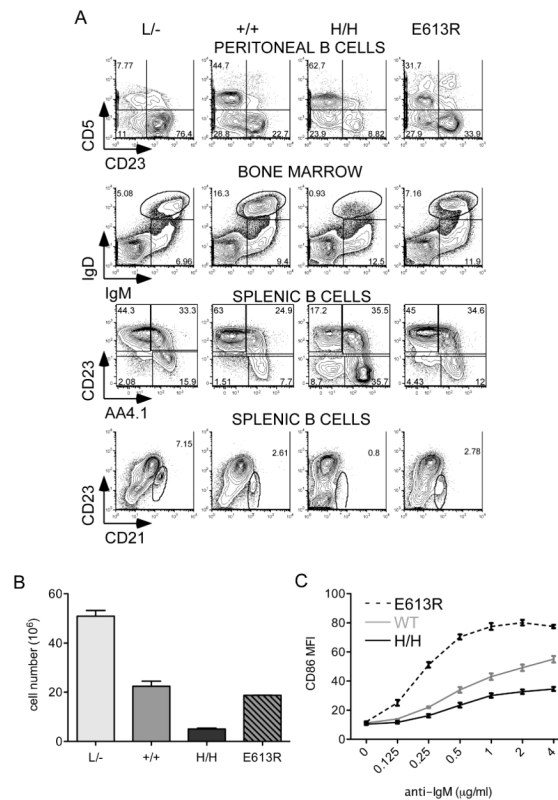 A
L/- +/+ H/H E613R
PERITONEAL B CELLS
7.77 44.7 62.7 31.7
11 76.4 28.8 22.7 23.9 8.82 27.9 33.9
CD5
CD23
BONE MARROW
5.08 16.3 0.93 7.16
6.96 9.4 12.5 11.9
IgD
IgM
SPLENIC B CELLS
44.3 33.3 63 24.9 17.2 35.5 45 34.6
2.08 15.9 1.51 7.7 8.7 35.7 4.43 12
CD23
AA4.1
SPLENIC B CELLS
7.15 2.61 0.8 2.78
CD23
CD21
B
cell number (10⁶)
60
40
20
0
L/- +/+ H/H E613R
C
CD86 MFI
100
80
60
40
20
0
E613R
WT
H/H
0 0.125 0.25 0.5 1 2 4
anti-IgM (μg/ml)